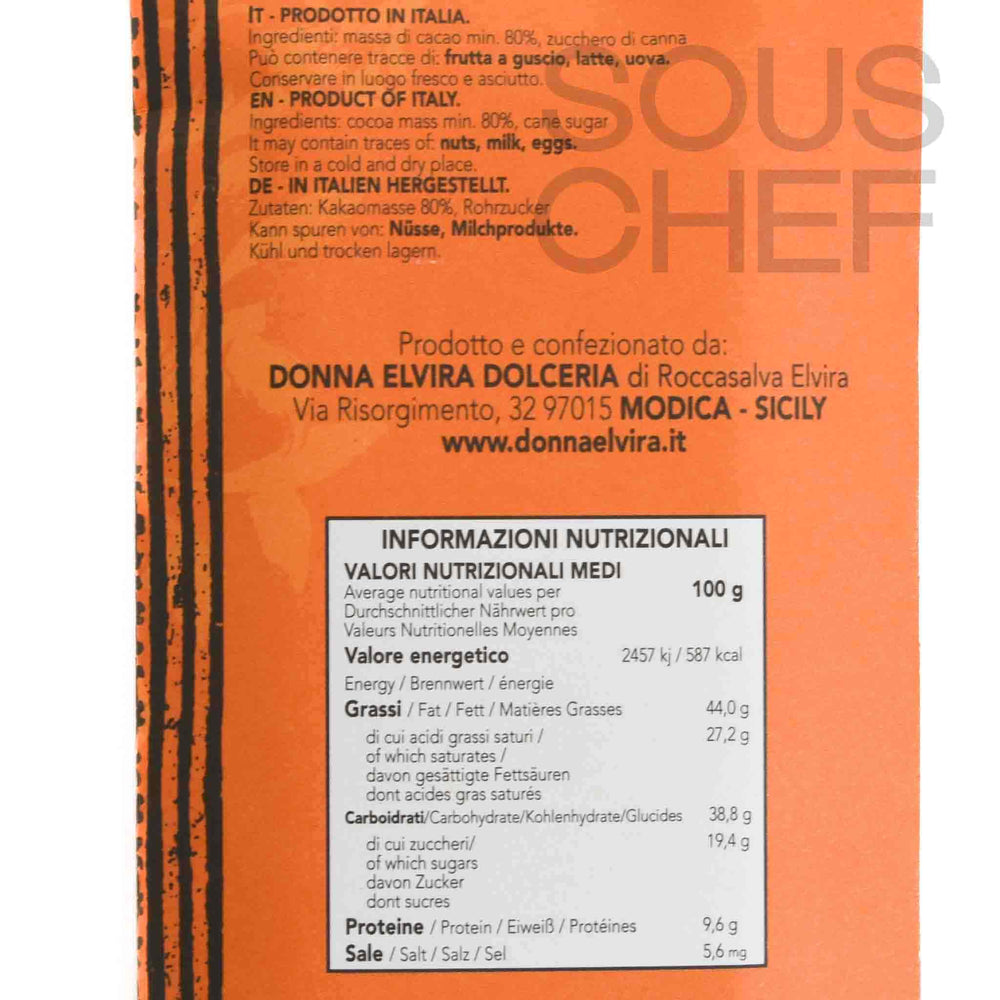 IT - PRODOTTO IN ITALIA.
Ingredienti: massa di cacao min. 80%, zucchero di canna
Può contenere tracce di: frutta a guscio, latte, uova.
Conservare in luogo fresco e asciutto.
EN - PRODUCT OF ITALY.
Ingredients: cocoa mass min. 80%, cane sugar
It may contain traces of: nuts, milk, eggs.
Store in a cold and dry place.
DE - IN ITALIEN HERGESTELLT.
Zutaten: Kakaomasse 80%, Rohrzucker
Kann spuren von: Nüsse, Milchprodukte.
Kühl und trocken lagern.
SOUS
CHEF
Prodotto e confezionato da:
DONNA ELVIRA DOLCERIA di Roccasalva Elvira
Via Risorgimento, 32 97015 MODICA - SICILY
www.donnaelvira.it
INFORMAZIONI NUTRIZIONALI
VALORI NUTRIZIONALI MEDI
Average nutritional values per 100 g
Durchschnittlicher Nährwert pro
Valeurs Nutritionelles Moyennes
Valore energetico 2457 kj / 587 kcal
Energy / Brennwert / énergie
Grassi / Fat / Fett / Matières Grasses 44,0 g
di cui acidi grassi saturi / 27,2 g
of which saturates /
davon gesättigte Fettsäuren
dont acides gras saturés
Carboidrati/Carbohydrate/Kohlenhydrate/Glucides 38,8 g
di cui zuccheri/ 19,4 g
of which sugars
davon Zucker
dont sucres
Proteine / Protein / Eiweiß / Protéines 9,6 g
Sale / Salt / Salz / Sel 5,6 mg